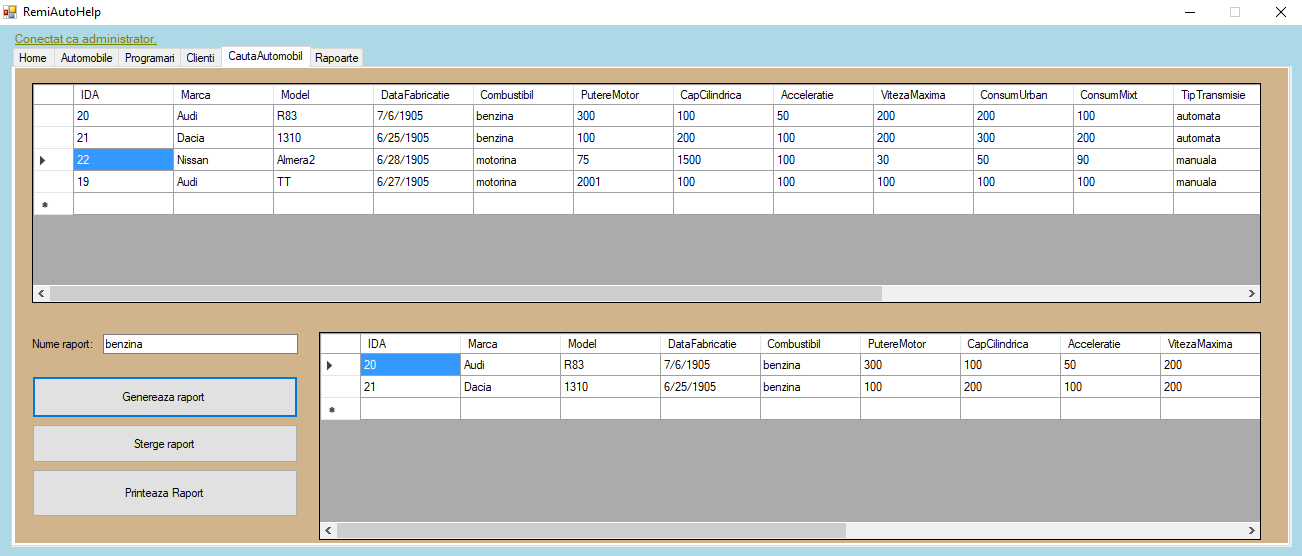 RemiAutoHelp
Conectat ca administrator.
Home Automobile Programari Clienti CautaAutomobil Rapoarte
IDA Marca Model DataFabricatie Combustibil PutereMotor CapCilindrica Acceleratie VitezaMaxima ConsumUrban ConsumMixt TipTransmisie
20 Audi R83 7/6/1905 benzina 300 100 50 200 200 100 automata
21 Dacia 1310 6/25/1905 benzina 100 200 100 200 300 200 automata
22 Nissan Almera2 6/28/1905 motorina 75 1500 100 30 50 90 manuala
19 Audi TT 6/27/1905 motorina 2001 100 100 100 100 100 manuala
Nume raport: benzina
Genereaza raport
Sterge raport
Printeaza Raport
IDA Marca Model DataFabricatie Combustibil PutereMotor CapCilindrica Acceleratie VitezaMaxima
20 Audi R83 7/6/1905 benzina 300 100 50 200
21 Dacia 1310 6/25/1905 benzina 100 200 100 200